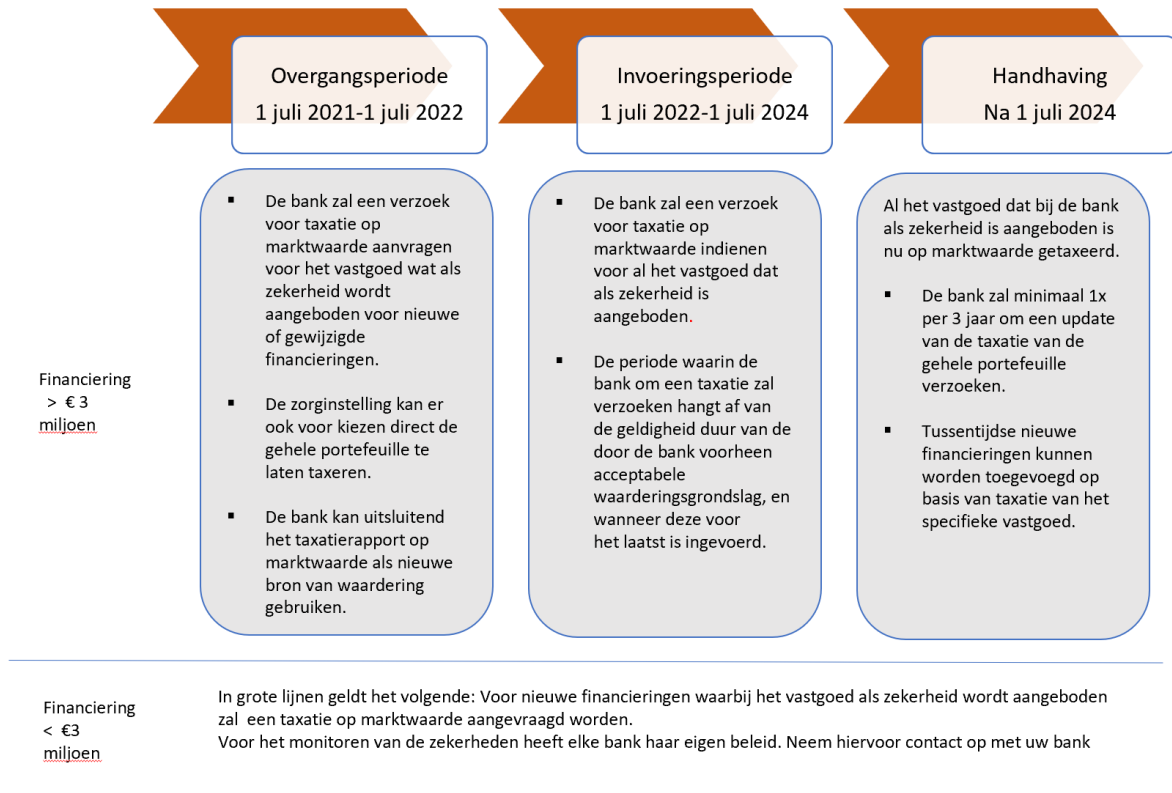 Overgangsperiode
1 juli 2021-1 juli 2022
Invoeringsperiode
1 juli 2022-1 juli 2024
Handhaving
Na 1 juli 2024
Financiering
> € 3
miljoen
▪ De bank zal een verzoek
voor taxatie op
marktwaarde aanvragen
voor het vastgoed wat als
zekerheid wordt
aangeboden voor nieuwe
of gewijzigde
financieringen.
▪ De zorginstelling kan er
ook voor kiezen direct de
gehele portefeuille te
laten taxeren.
▪ De bank kan uitsluitend
het taxatierapport op
marktwaarde als nieuwe
bron van waardering
gebruiken.
▪ De bank zal een verzoek
voor taxatie op
marktwaarde indienen
voor al het vastgoed dat
als zekerheid is
aangeboden.
▪ De periode waarin de
bank om een taxatie zal
verzoeken hangt af van
de geldigheid duur van de
door de bank voorheen
acceptabele
waarderingsgrondslag, en
wanneer deze voor
het laatst is ingevoerd.
Al het vastgoed dat bij de bank
als zekerheid is aangeboden is
nu op marktwaarde getaxeerd.
▪ De bank zal minimaal 1x
per 3 jaar om een update
van de taxatie van de
gehele portefeuille
verzoeken.
▪ Tussentijdse nieuwe
financieringen kunnen
worden toegevoegd op
basis van taxatie van het
specifieke vastgoed.
Financiering
< €3
miljoen
In grote lijnen geldt het volgende: Voor nieuwe financieringen waarbij het vastgoed als zekerheid wordt aangeboden
zal een taxatie op marktwaarde aangevraagd worden.
Voor het monitoren van de zekerheden heeft elke bank haar eigen beleid. Neem hiervoor contact op met uw bank